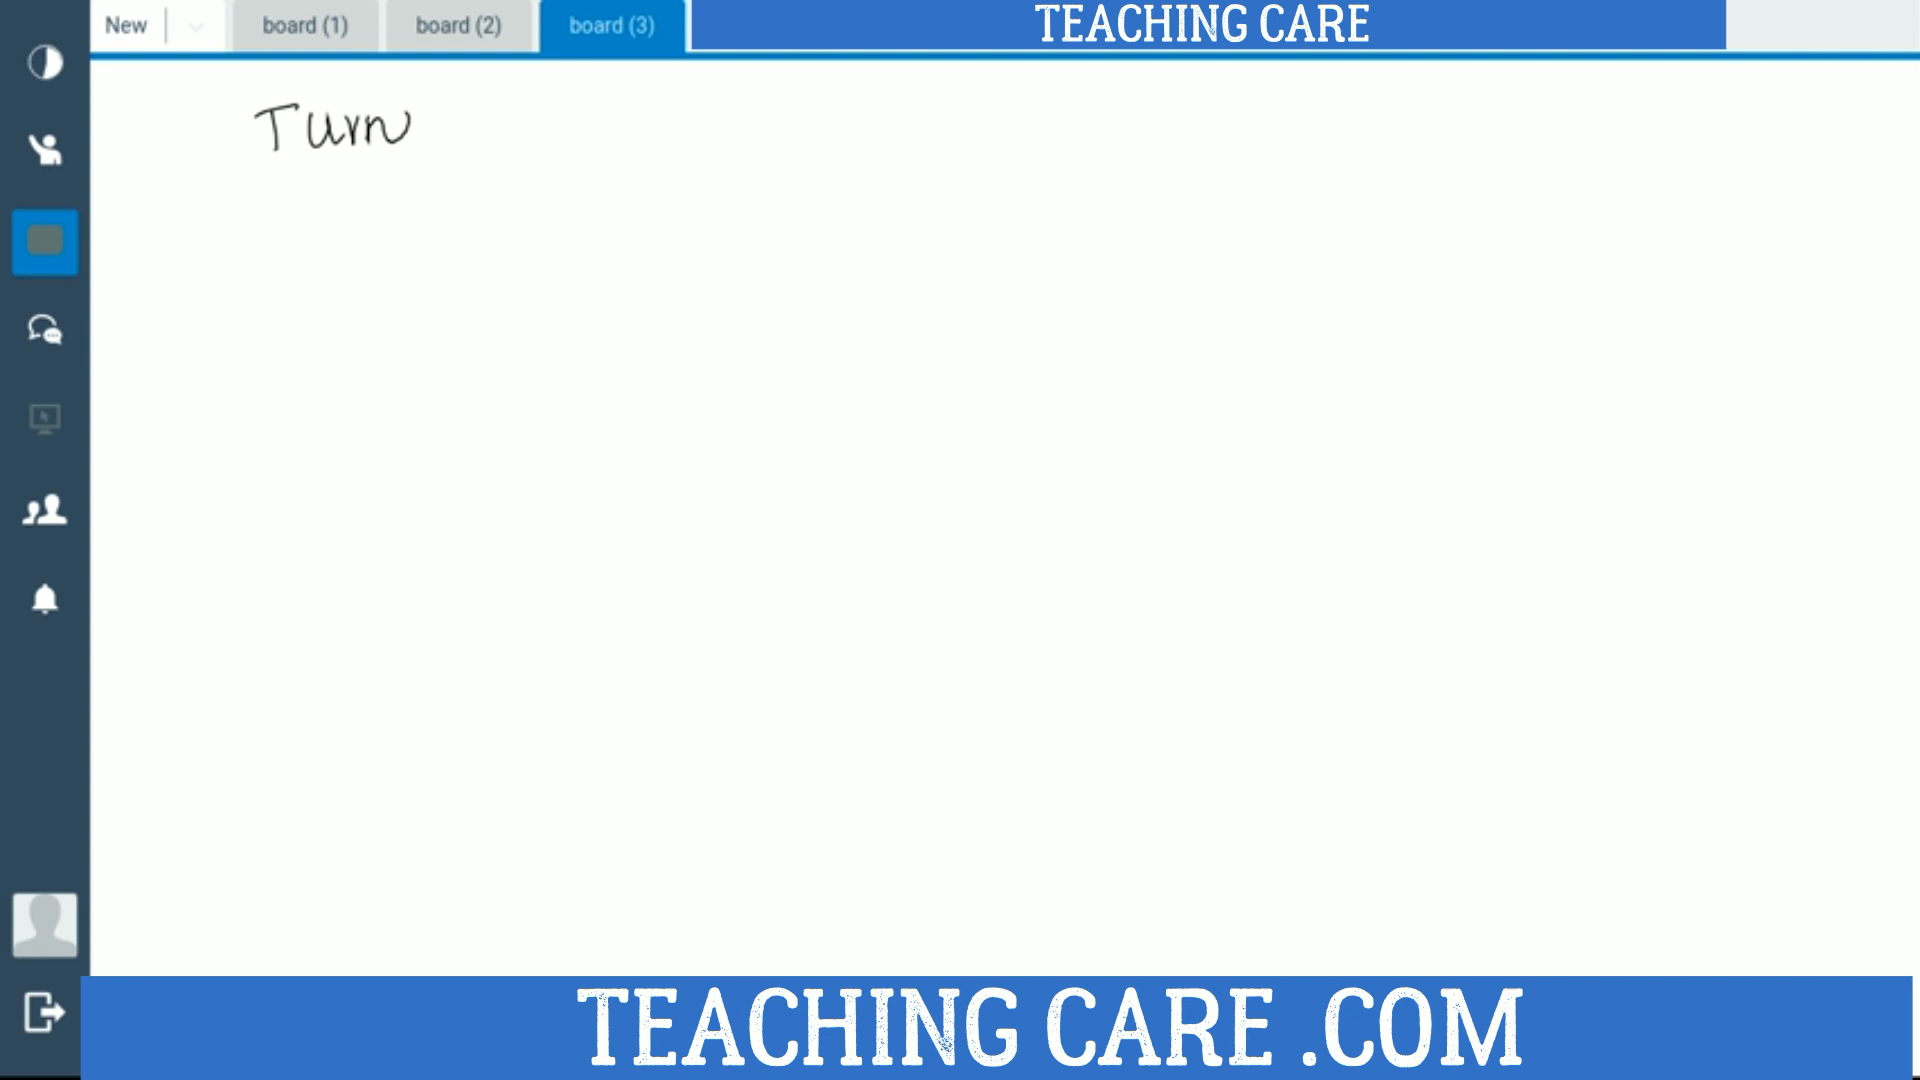 New board (1) board (2) board (3) TEACHING CARE
Turn
TEACHING CARE .COM